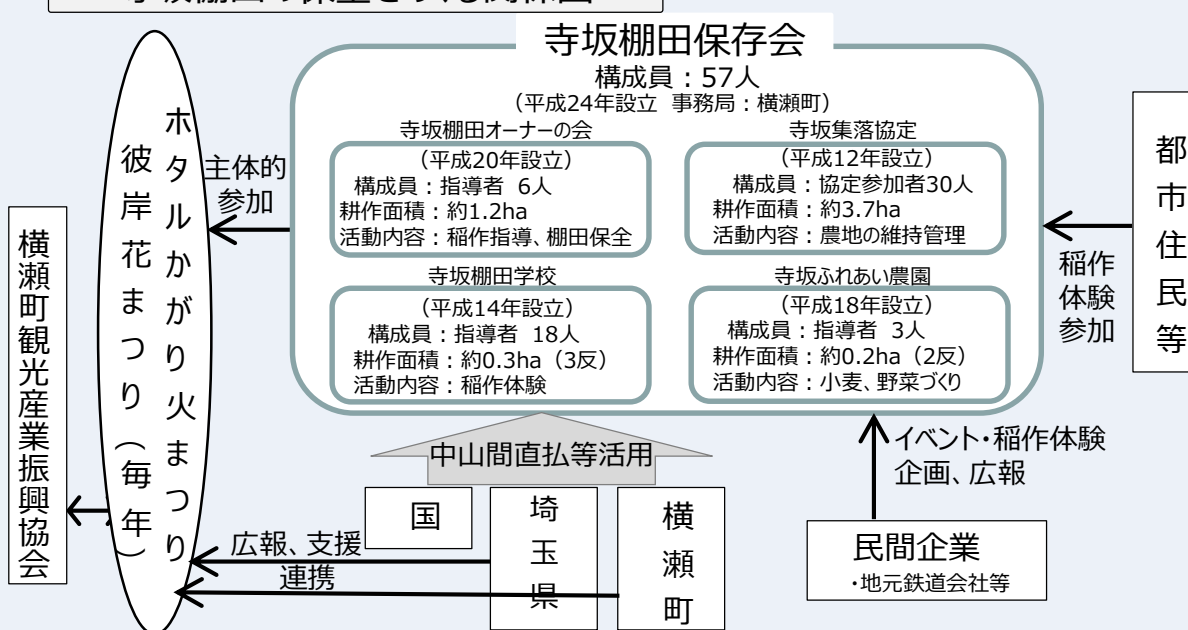 寺坂棚田保存会
構成員：57人
（平成24年設立 事務局：横瀬町）
寺坂棚田オーナーの会
（平成20年設立）
構成員：指導者 6人
耕作面積：約1.2ha
活動内容：稲作指導、棚田保全
寺坂集落協定
（平成12年設立）
構成員：協定参加者30人
耕作面積：約3.7ha
活動内容：農地の維持管理
寺坂棚田学校
（平成14年設立）
構成員：指導者 18人
耕作面積：約0.3ha（3反）
活動内容：稲作体験
寺坂ふれあい農園
（平成18年設立）
構成員：指導者 3人
耕作面積：約0.2ha（2反）
活動内容：小麦、野菜づくり
ホタルかがり火まつり
彼岸花まつり（毎年）
主体的
参加
横瀬町観光産業振興協会
都市住民等
稲作
体験
参加
中山間直払等活用
国
埼玉県
横瀬町
広報、支援
連携
イベント・稲作体験
企画、広報
民間企業
・地元鉄道会社等